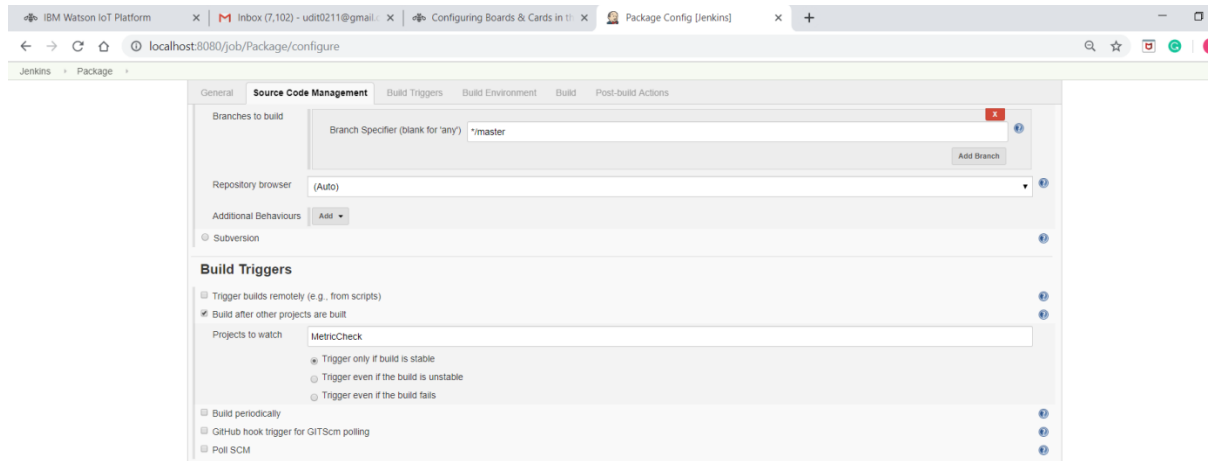 IBM Watson IoT Platform
Inbox (7,102) - udit0211@gmail.c
Configuring Boards & Cards in th
Package Config [Jenkins]
localhost:8080/job/Package/configure
Jenkins
Package
General Source Code Management Build Triggers Build Environment Build Post-build Actions
Branches to build
X
Branch Specifier (blank for 'any') */master
Add Branch
Repository browser (Auto)
Additional Behaviours Add
Subversion
Build Triggers
Trigger builds remotely (e.g., from scripts)
Build after other projects are built
Projects to watch MetricCheck
Trigger only if build is stable
Trigger even if the build is unstable
Trigger even if the build fails
Build periodically
GitHub hook trigger for GITScm polling
Poll SCM